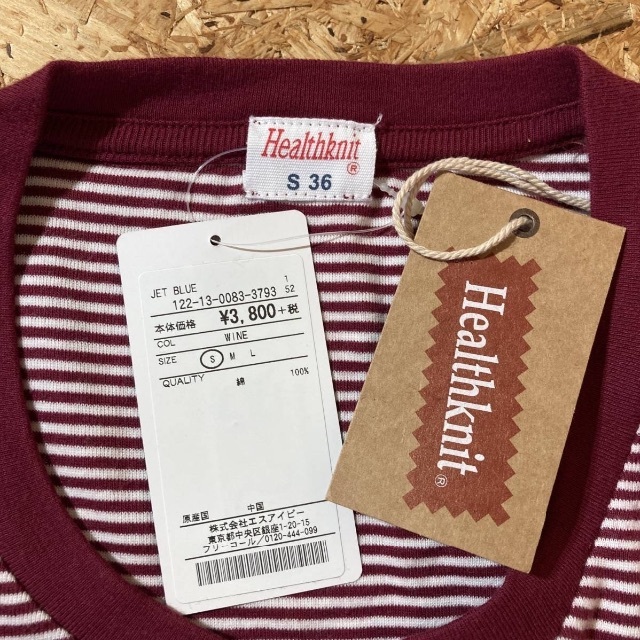 Healthknit®
S 36
JET BLUE 1
122-13-0083-3793 52
本体価格 ¥3,800+税
COL WINE
SIZE S M L
QUALITY 綿 100%
原産国 中国
株式会社エスアイピー
東京都中央区銀座1-20-15
フリーコール/0120-444-099
Healthknit®